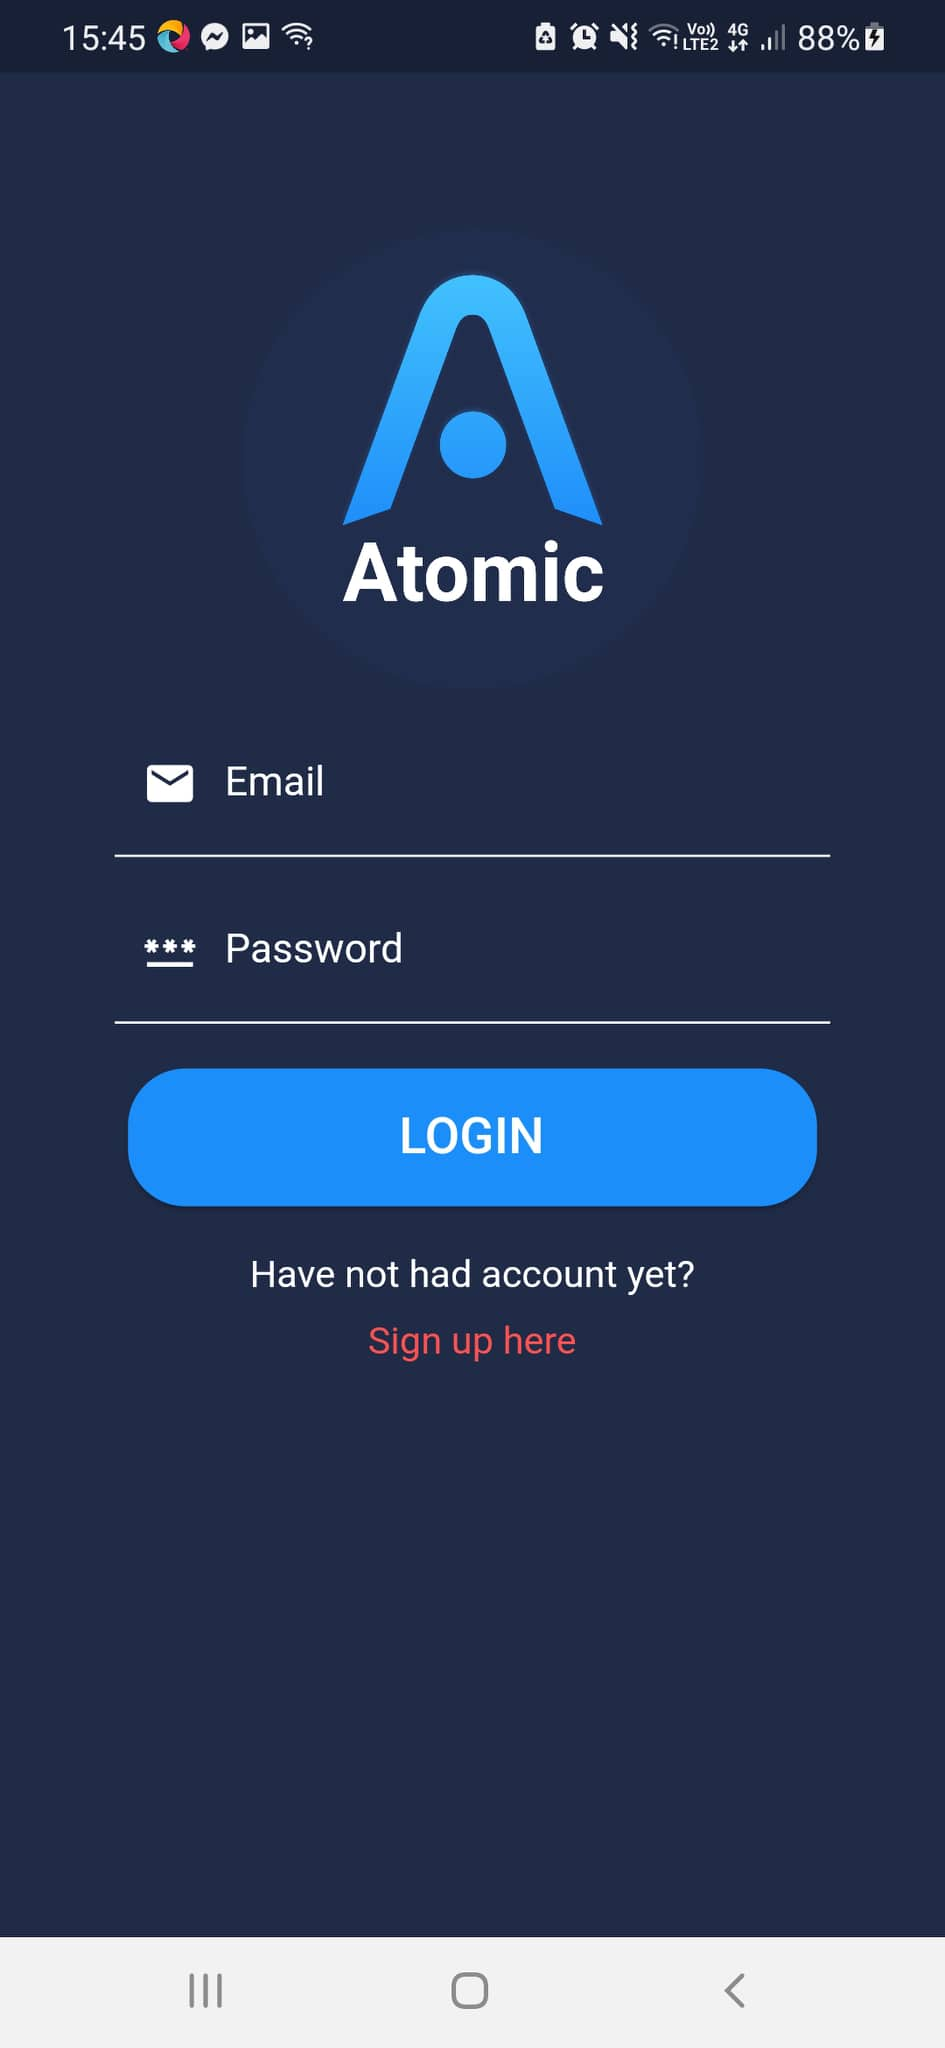 15:45 Vo)) LTE2 4G 88%
Atomic
Email
*** Password
LOGIN
Have not had account yet?
Sign up here